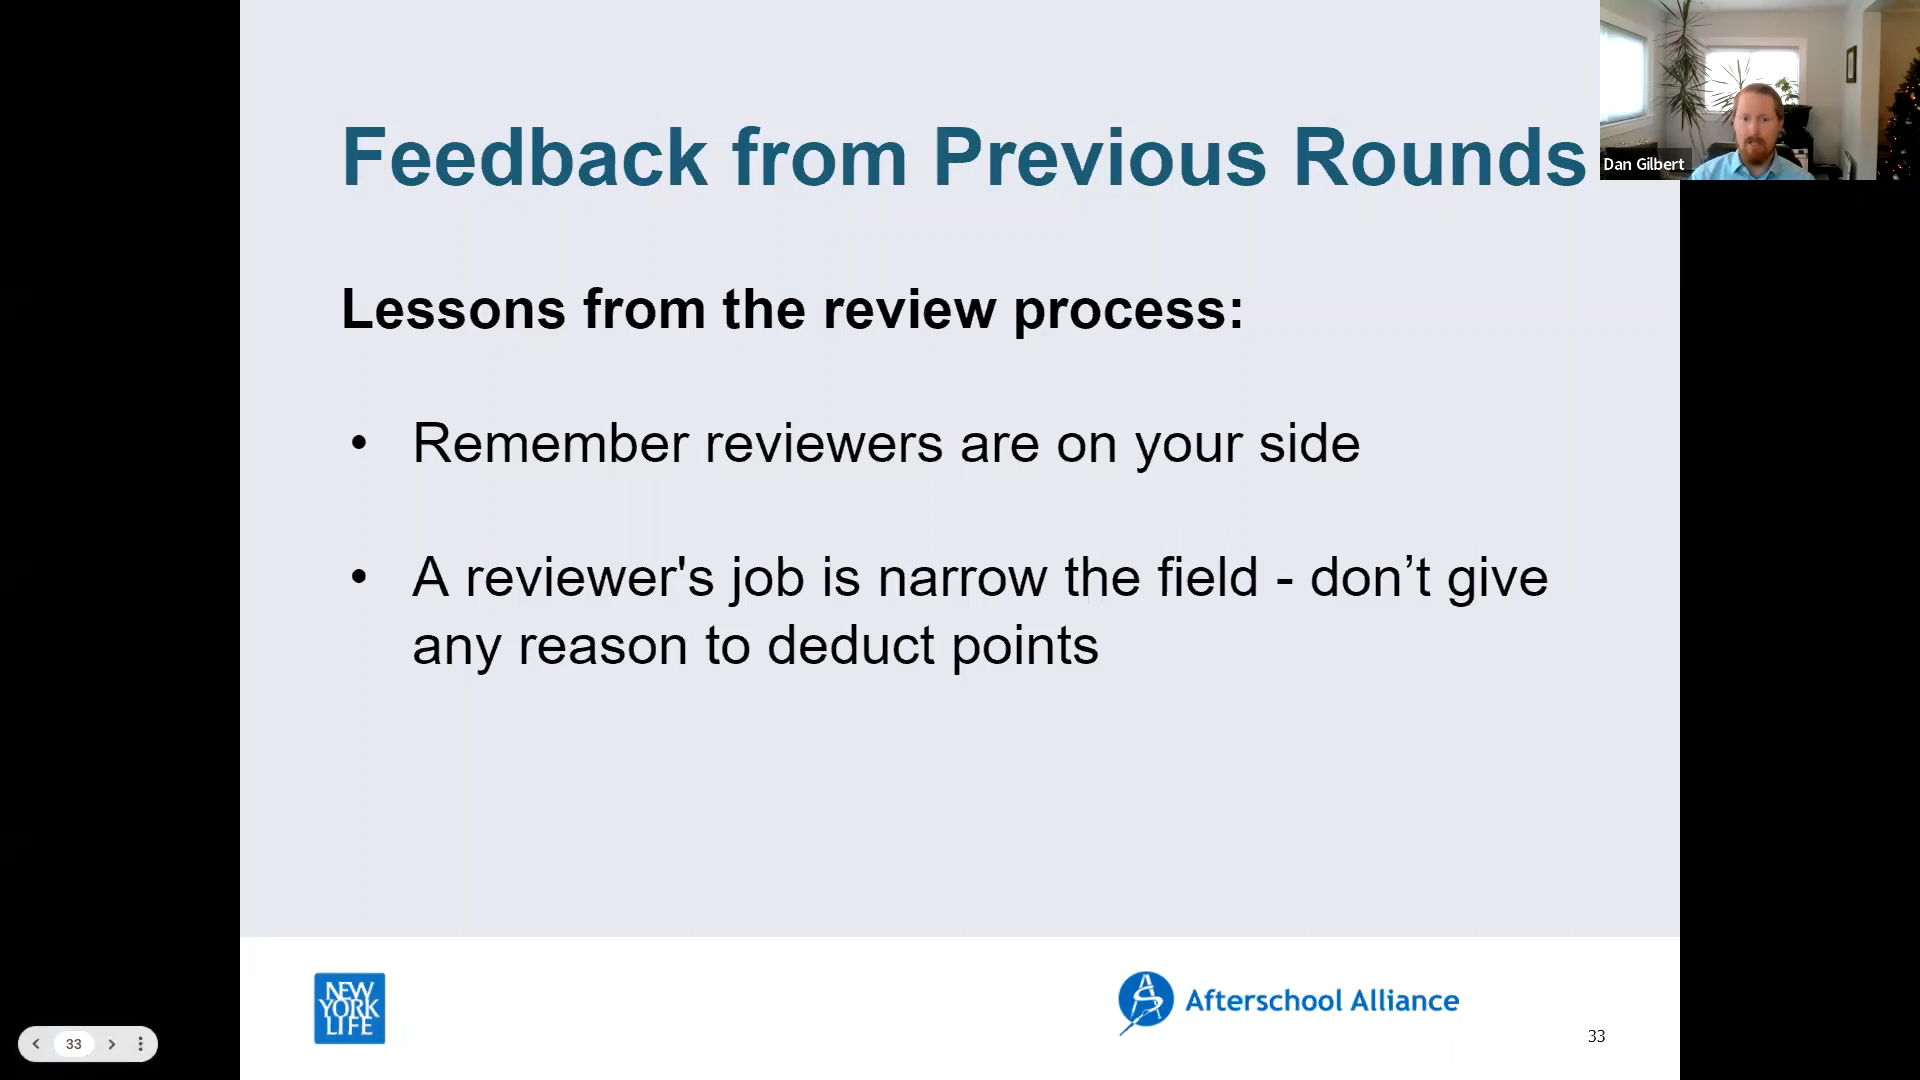 Feedback from Previous Rounds
Dan Gilbert
Lessons from the review process:
• Remember reviewers are on your side
• A reviewer's job is narrow the field - don’t give
any reason to deduct points
NEW
YORK
LIFE
Afterschool Alliance
33
33